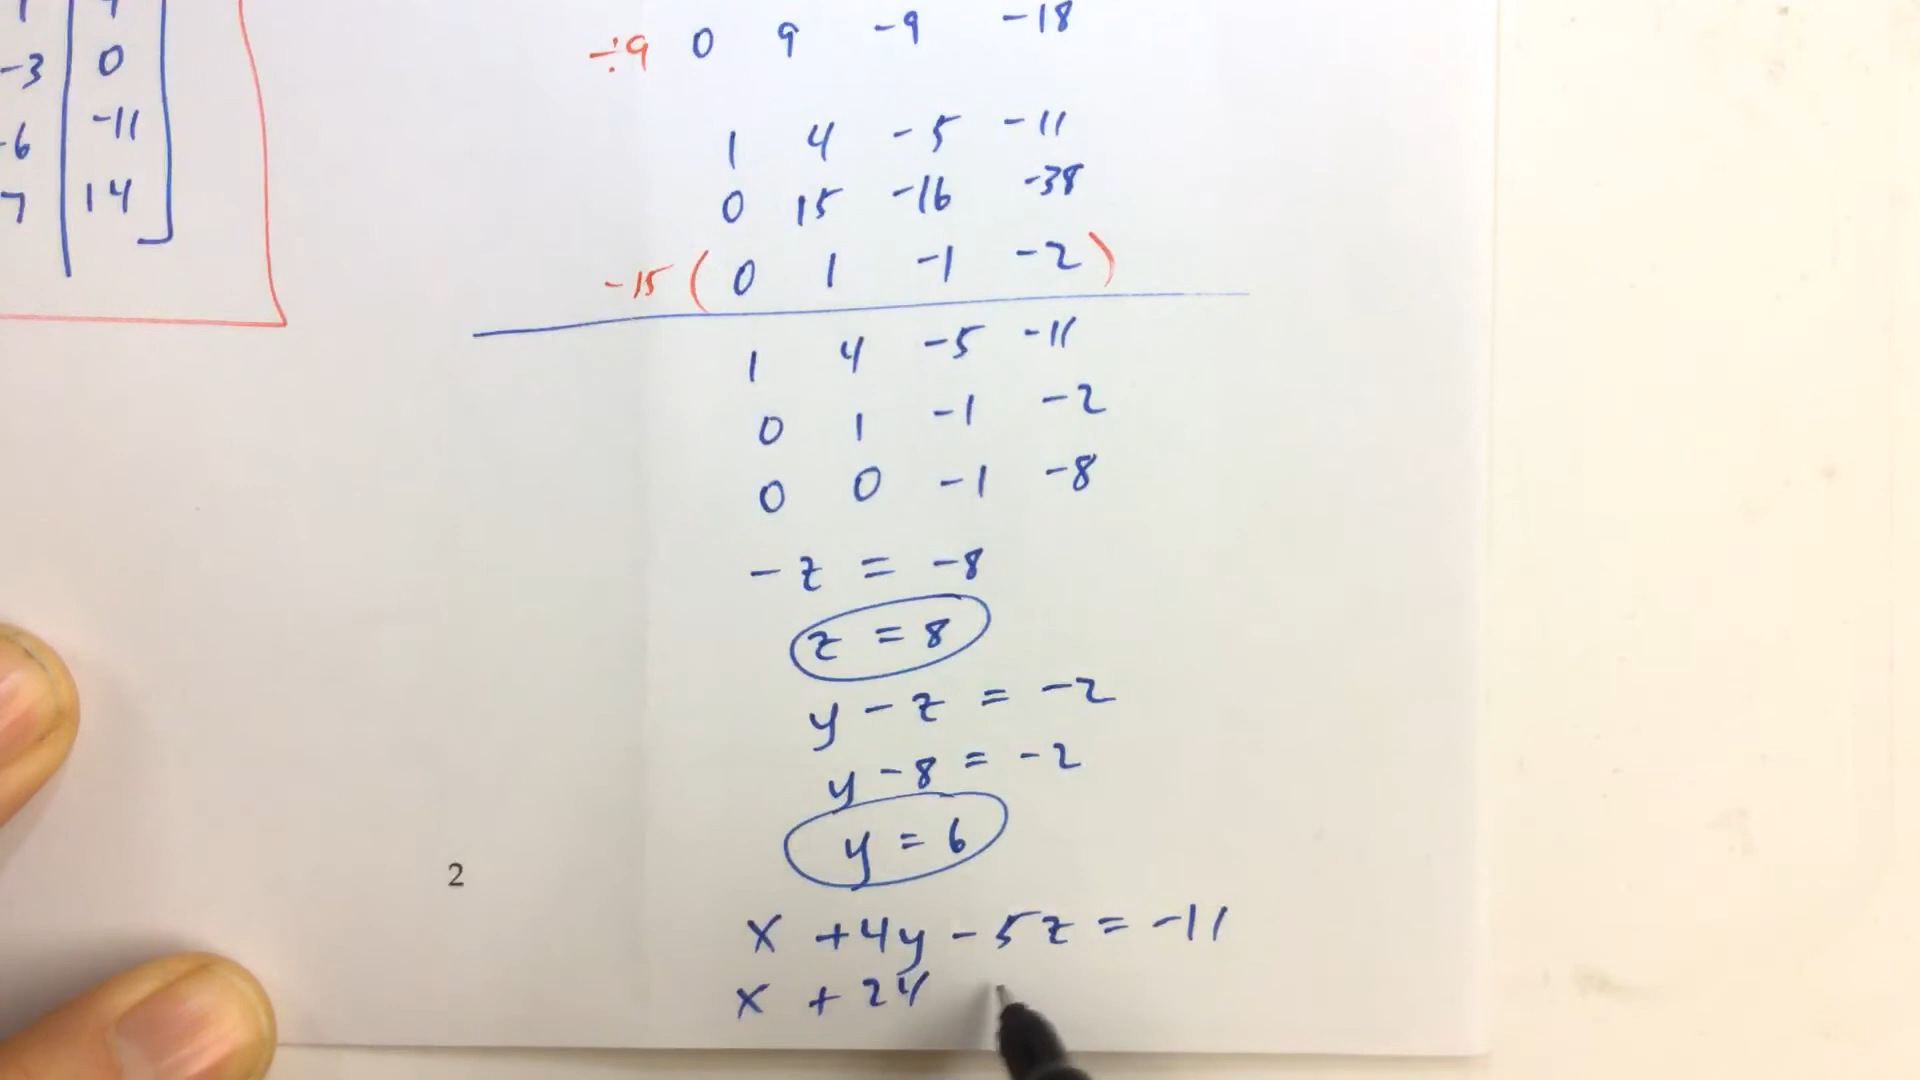 -3 | 0
-6 | -11
7 | 14
÷9 0 9 -9 -18
1 4 -5 -11
0 15 -16 -38
-15 ( 0 1 -1 -2 )
1 4 -5 -11
0 1 -1 -2
0 0 -1 -8
-z = -8
z = 8
y - z = -2
y - 8 = -2
y = 6
2
x + 4y - 5z = -11
x + 24